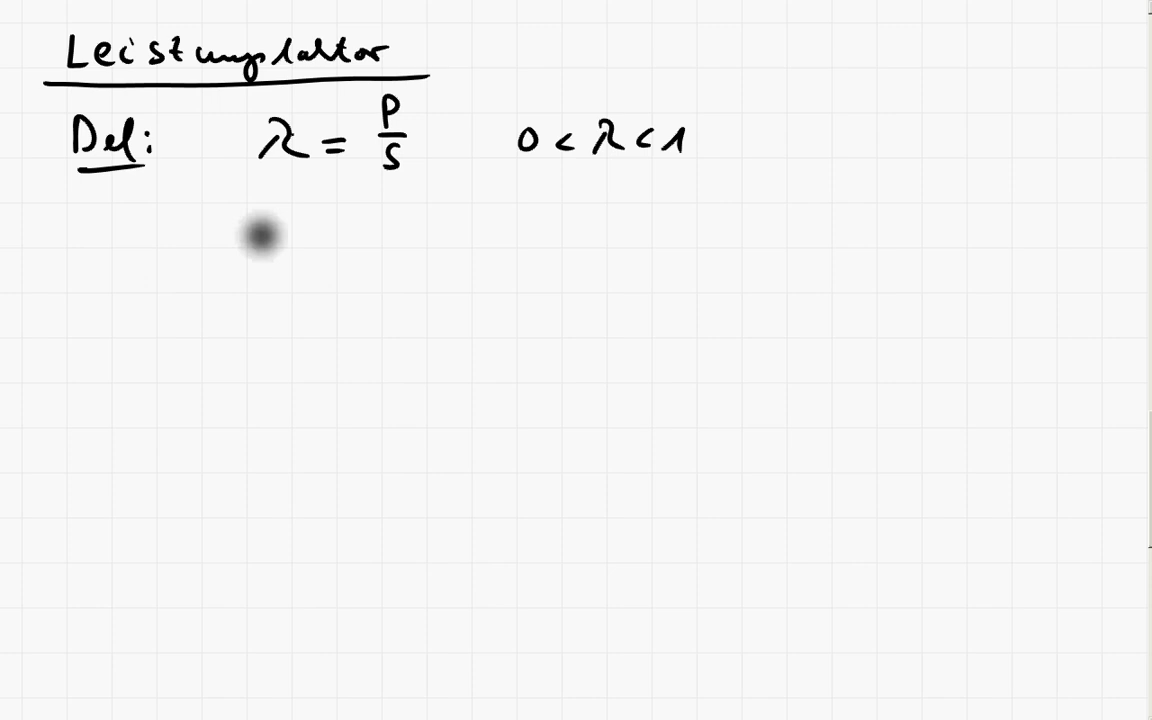 Leistungsfaktor
Def: λ = P/S 0 < λ < 1